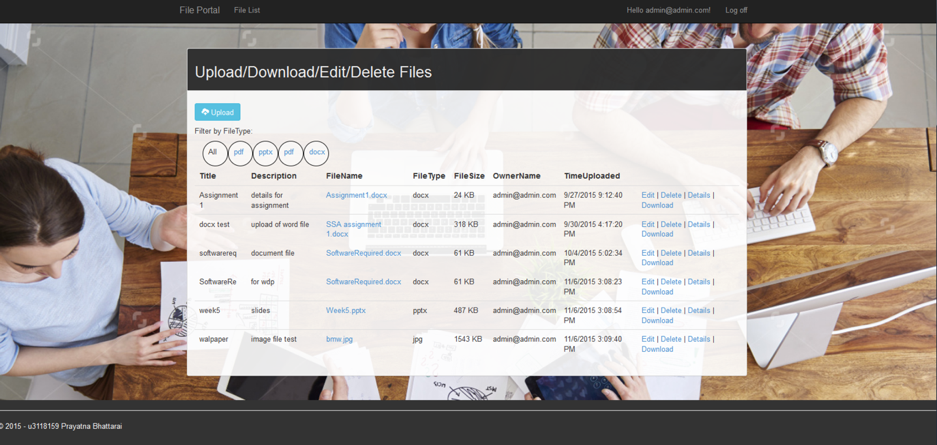 File Portal File List Hello admin@admin.com! Log off
Upload/Download/Edit/Delete Files
Upload
Filter by FileType:
All pdf pptx pdf docx
Title Description FileName FileType FileSize OwnerName TimeUploaded
Assignment details for Assignment1.docx docx 24 KB admin@admin.com 9/27/2015 9:12:40 Edit | Delete | Details |
1 assignment PM Download
docx test upload of word file SSA assignment docx 318 KB admin@admin.com 9/30/2015 4:17:20 Edit | Delete | Details |
1.docx PM Download
softwarereq document file SoftwareRequired.docx docx 61 KB admin@admin.com 10/4/2015 5:02:34 Edit | Delete | Details |
PM Download
SoftwareRe for wdp SoftwareRequired.docx docx 61 KB admin@admin.com 11/6/2015 3:08:23 Edit | Delete | Details |
PM Download
week5 slides Week5.pptx pptx 487 KB admin@admin.com 11/6/2015 3:08:54 Edit | Delete | Details |
PM Download
walpaper image file test bmw.jpg jpg 1543 KB admin@admin.com 11/6/2015 3:09:40 Edit | Delete | Details |
PM Download
© 2015 - u3118159 Prayatna Bhattarai